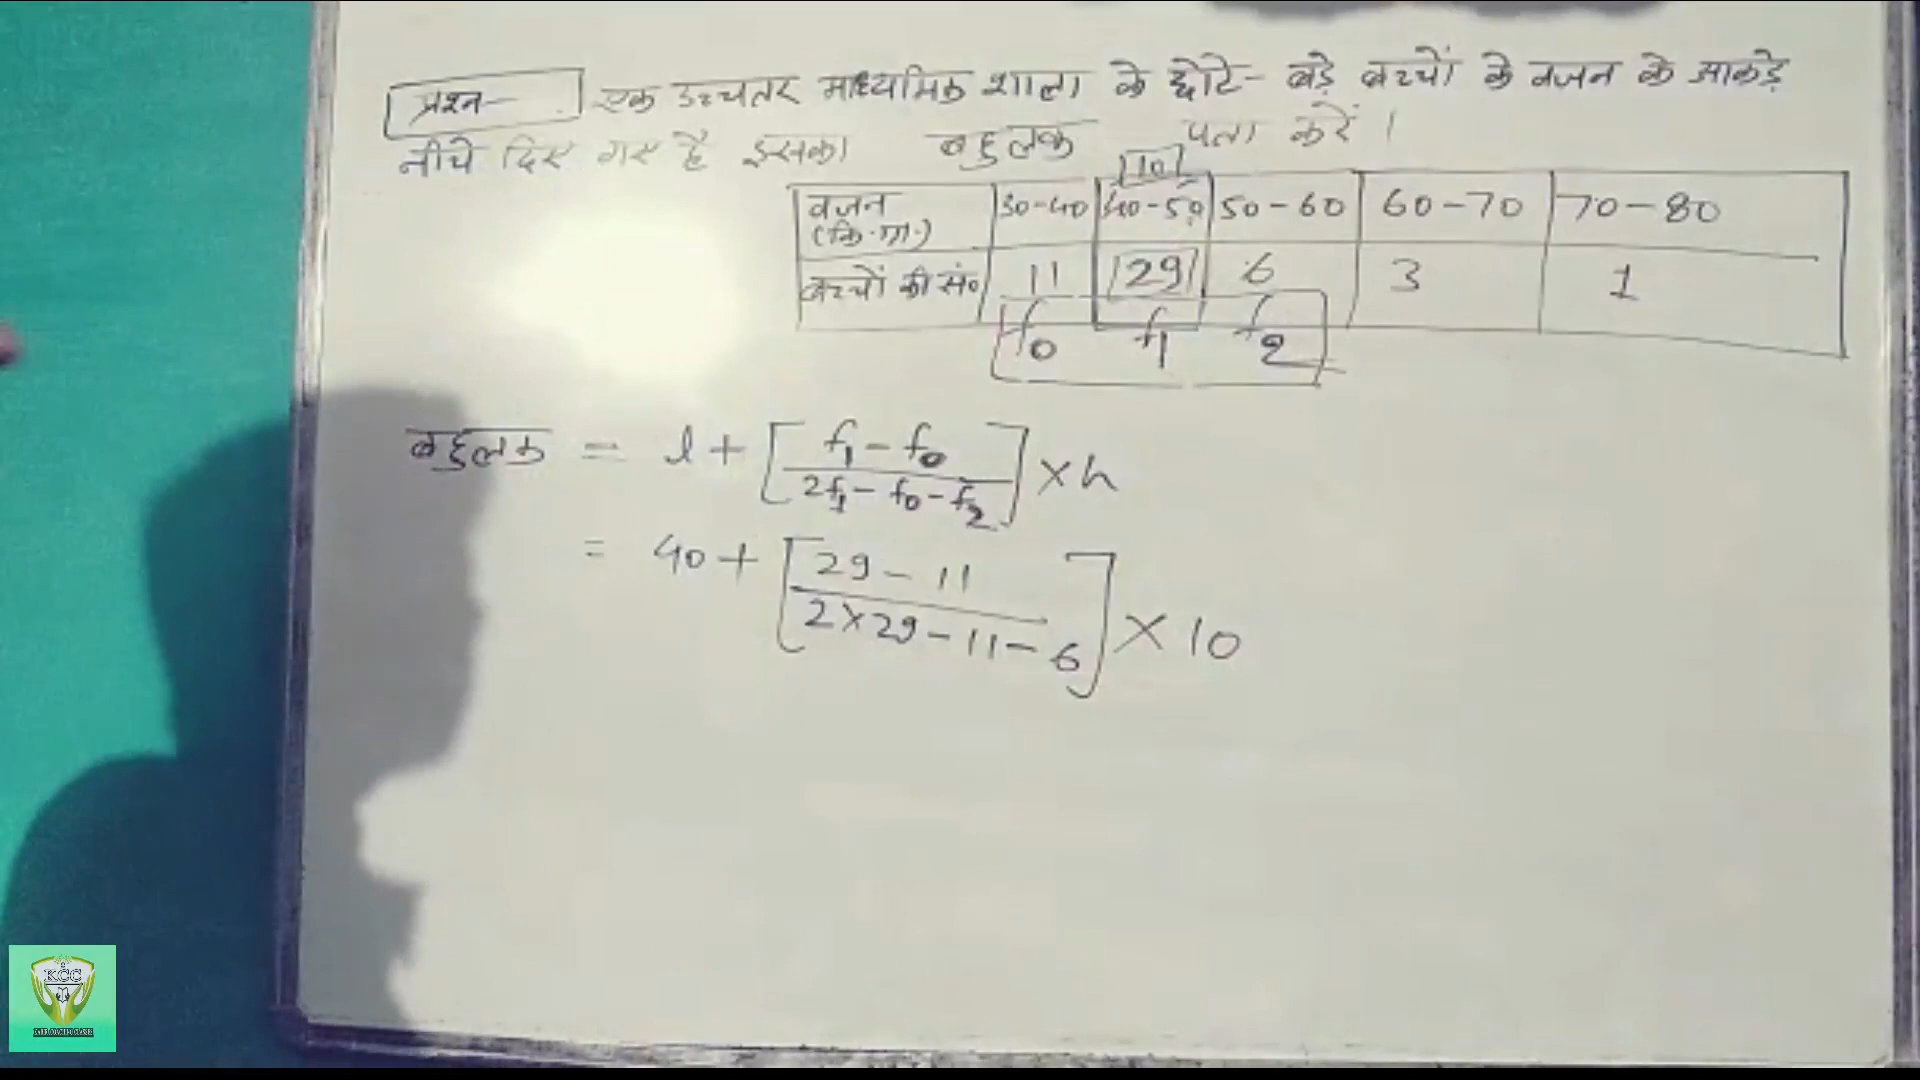 प्रश्न- एक उच्चतर माध्यमिक शाला के छोटे- बड़े बच्चों के वजन के आकड़े
नीचे दिए गए है इसका बहुलक पता करें ।
10
वजन (कि.ग्रा.) 30-40 40-50 50-60 60-70 70-80
बच्चों की सं० 11 29 6 3 1
f0 f1 f2
बहुलक = l + [ f1 - f0 / 2f1 - f0 - f2 ] × h
= 40 + [ 29 - 11 / 2×29 - 11 - 6 ] × 10
KCC